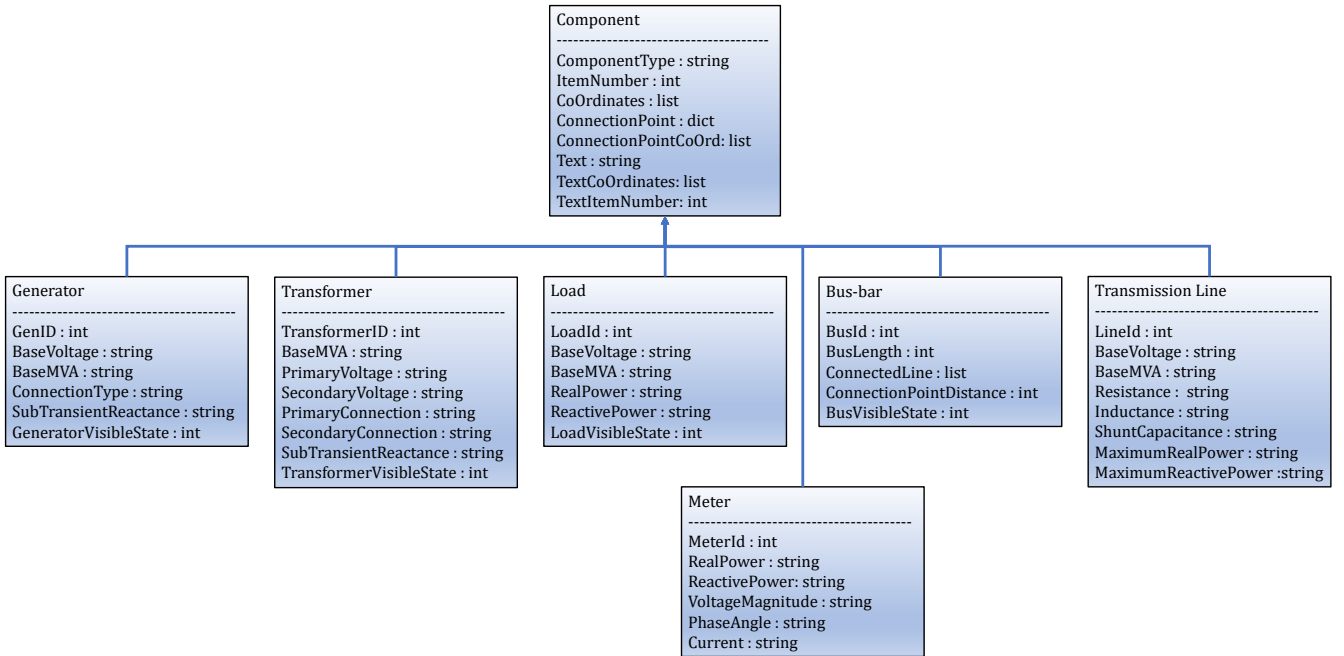 Component
----------------------------------------
ComponentType : string
ItemNumber : int
CoOrdinates : list
ConnectionPoint : dict
ConnectionPointCoOrd: list
Text : string
TextCoOrdinates: list
TextItemNumber: int
Generator
----------------------------------------
GenID : int
BaseVoltage : string
BaseMVA : string
ConnectionType : string
SubTransientReactance : string
GeneratorVisibleState : int
Transformer
----------------------------------------
TransformerID : int
BaseMVA : string
PrimaryVoltage : string
SecondaryVoltage : string
PrimaryConnection : string
SecondaryConnection : string
SubTransientReactance : string
TransformerVisibleState : int
Load
----------------------------------------
LoadId : int
BaseVoltage : string
BaseMVA : string
RealPower : string
ReactivePower : string
LoadVisibleState : int
Bus-bar
----------------------------------------
BusId : int
BusLength : int
ConnectedLine : list
ConnectionPointDistance : int
BusVisibleState : int
Transmission Line
----------------------------------------
LineId : int
BaseVoltage : string
BaseMVA : string
Resistance :  string
Inductance : string
ShuntCapacitance : string
MaximumRealPower : string
MaximumReactivePower :string
Meter
----------------------------------------
MeterId : int
RealPower : string
ReactivePower: string
VoltageMagnitude : string
PhaseAngle : string
Current : string